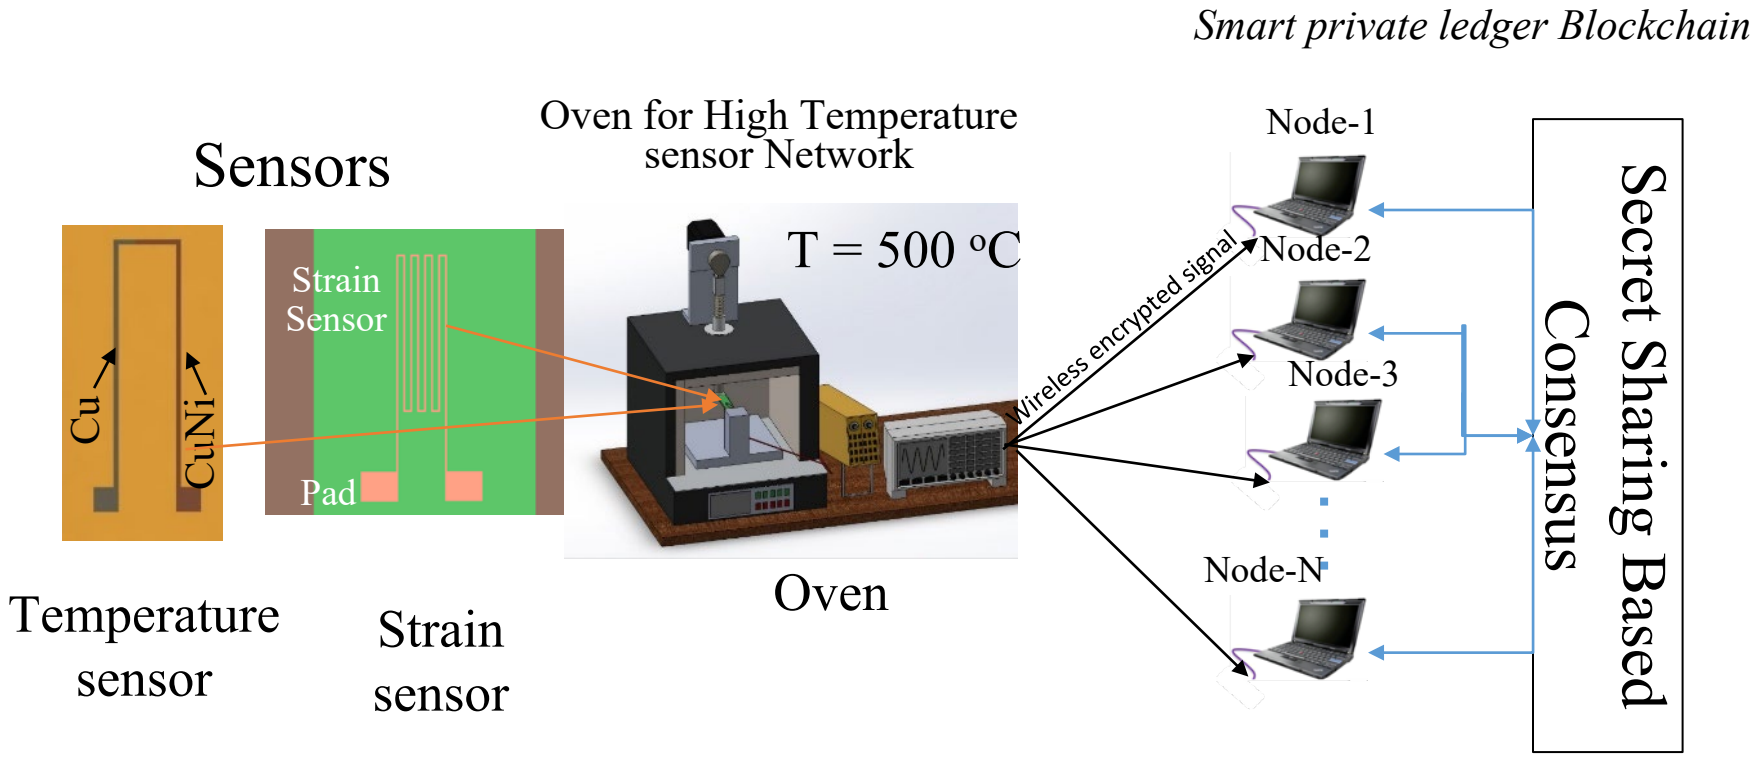 Smart private ledger Blockchain
Oven for High Temperature
sensor Network
Sensors
Node-1
T = 500 °C
Wireless encrypted signal
Node-2
Strain
Sensor
Node-3
Cu
CuNi
Pad
Node-N
Secret Sharing Based
Consensus
Oven
Temperature
sensor
Strain
sensor